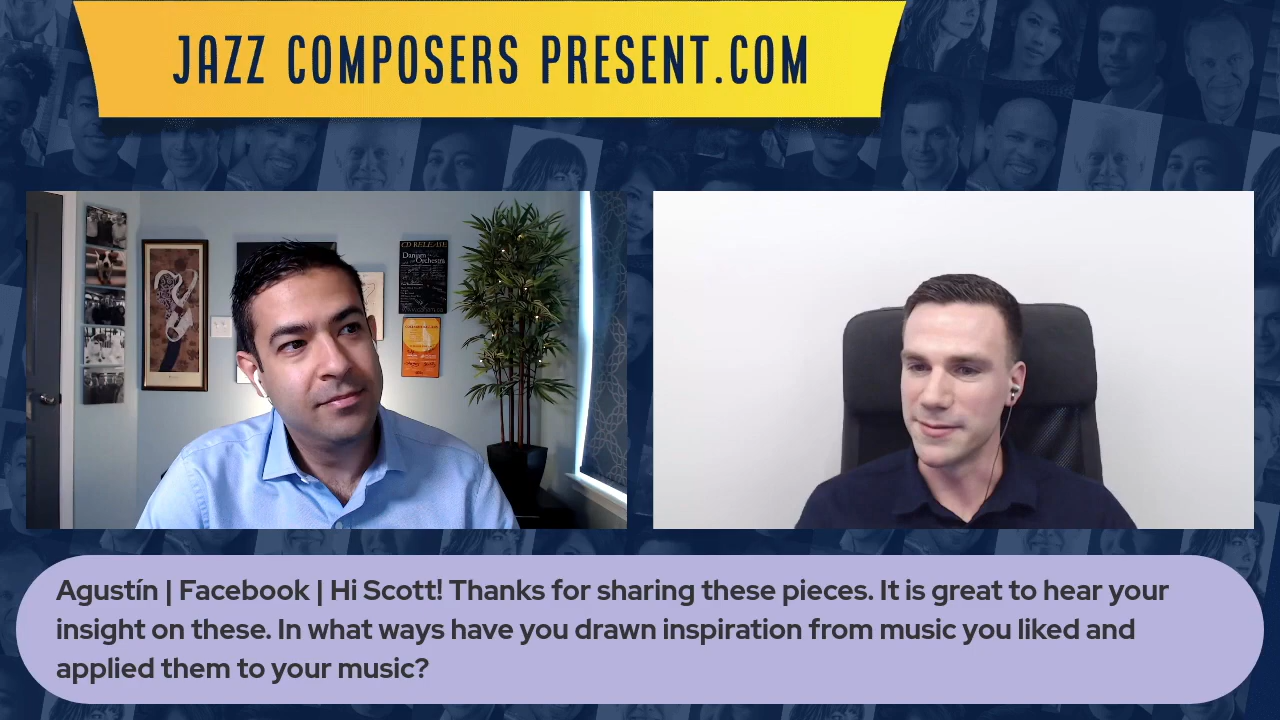 JAZZ COMPOSERS PRESENT.COM
CD RELEASE
Agustín | Facebook | Hi Scott! Thanks for sharing these pieces. It is great to hear your
insight on these. In what ways have you drawn inspiration from music you liked and
applied them to your music?